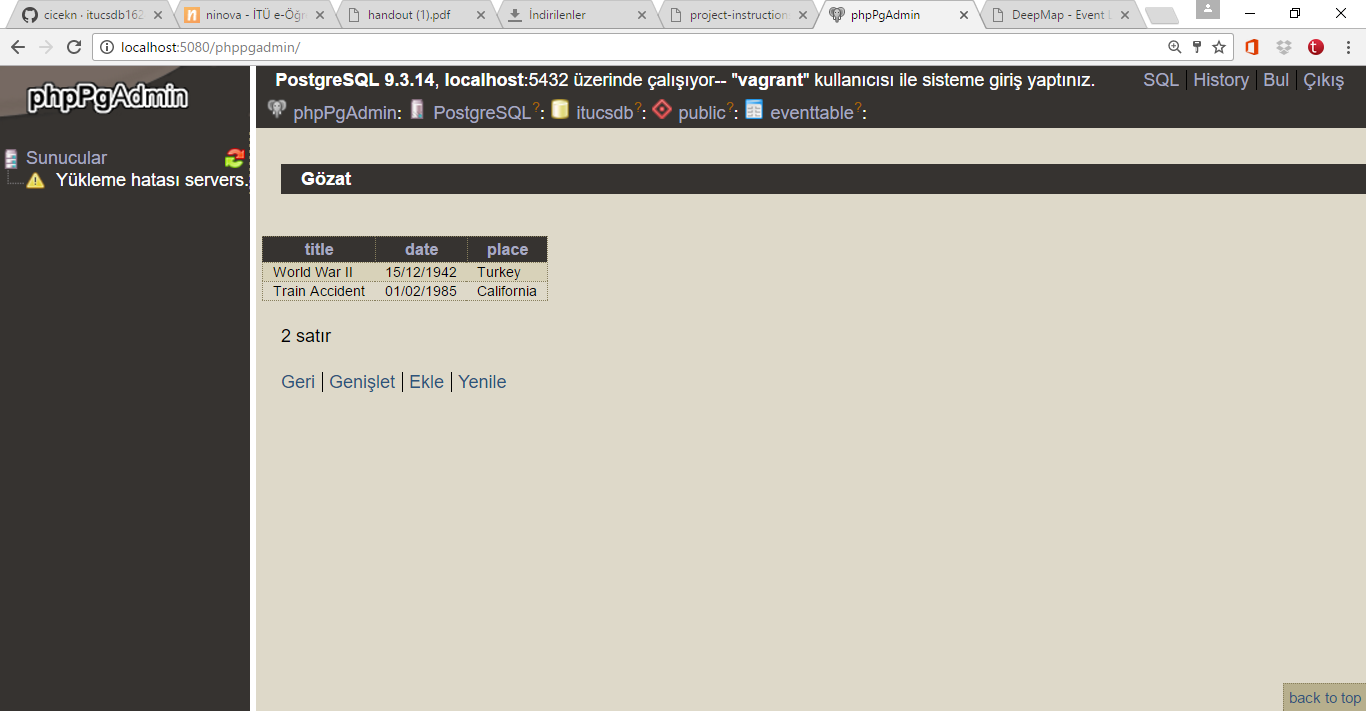 cicekn · itucsdb162
ninova - İTÜ e-Öğr
handout (1).pdf
İndirilenler
project-instruction
phpPgAdmin
DeepMap - Event L
localhost:5080/phppgadmin/
phpPgAdmin
PostgreSQL 9.3.14, localhost:5432 üzerinde çalışıyor-- "vagrant" kullanıcısı ile sisteme giriş yaptınız.
SQL | History | Bul | Çıkış
phpPgAdmin: PostgreSQL?: itucsdb?: public?: eventtable?:
Sunucular
Yükleme hatası servers.
Gözat
title date place
World War II 15/12/1942 Turkey
Train Accident 01/02/1985 California
2 satır
Geri | Genişlet | Ekle | Yenile
back to top